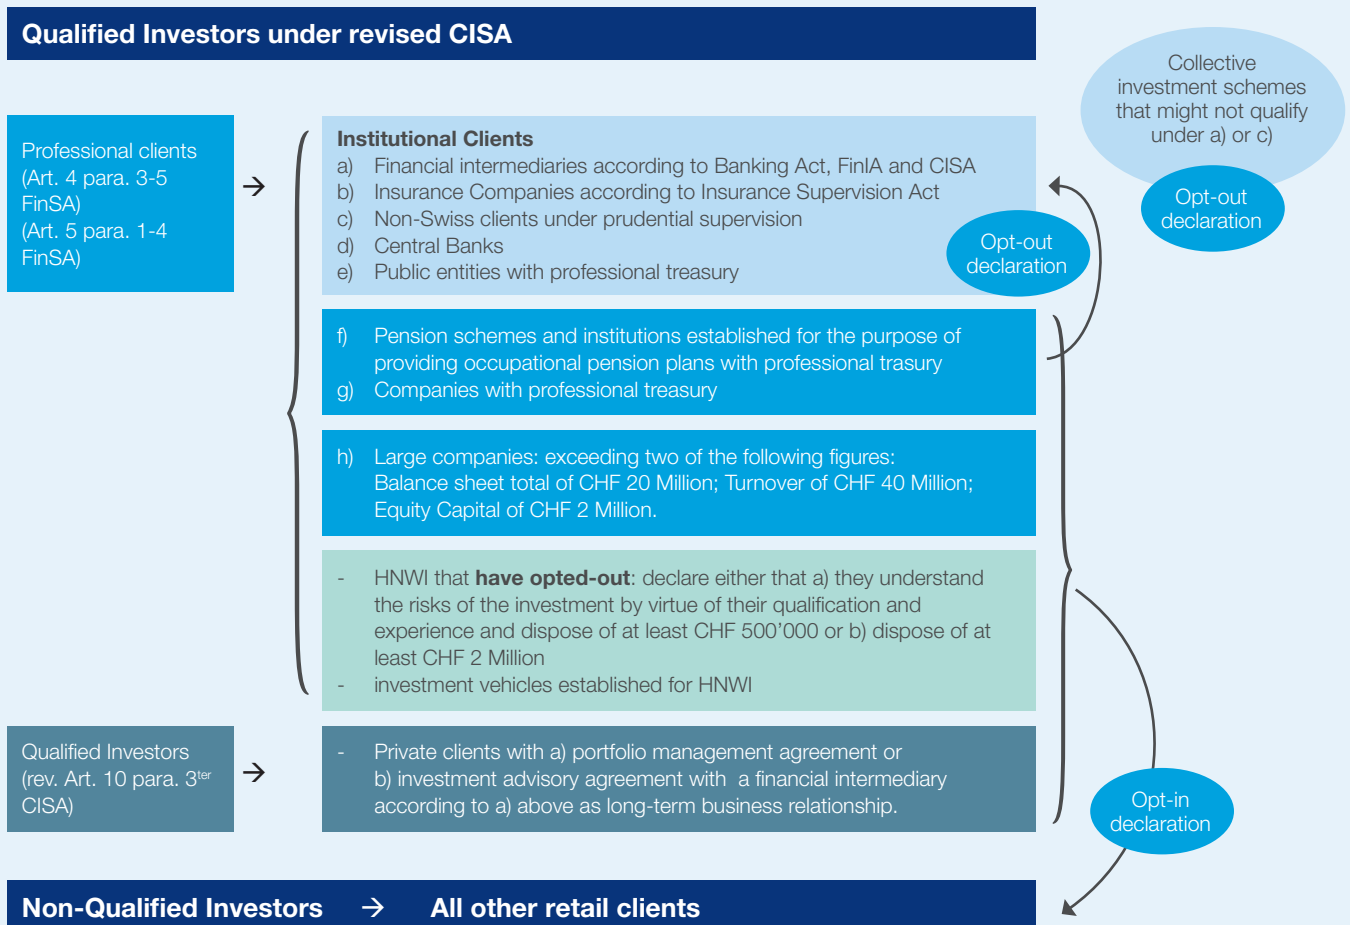 Qualified Investors under revised CISA
Collective
investment schemes
that might not qualify
under a) or c)
Opt-out
declaration
Professional clients
(Art. 4 para. 3-5
FinSA)
(Art. 5 para. 1-4
FinSA)
→
Institutional Clients
a) Financial intermediaries according to Banking Act, FinIA and CISA
b) Insurance Companies according to Insurance Supervision Act
c) Non-Swiss clients under prudential supervision
d) Central Banks
e) Public entities with professional treasury
Opt-out
declaration
f) Pension schemes and institutions established for the purpose of
providing occupational pension plans with professional trasury
g) Companies with professional treasury
h) Large companies: exceeding two of the following figures:
Balance sheet total of CHF 20 Million; Turnover of CHF 40 Million;
Equity Capital of CHF 2 Million.
- HNWI that have opted-out: declare either that a) they understand
the risks of the investment by virtue of their qualification and
experience and dispose of at least CHF 500'000 or b) dispose of at
least CHF 2 Million
- investment vehicles established for HNWI
Qualified Investors
(rev. Art. 10 para. 3ter
CISA)
→
- Private clients with a) portfolio management agreement or
b) investment advisory agreement with a financial intermediary
according to a) above as long-term business relationship.
Opt-in
declaration
Non-Qualified Investors → All other retail clients